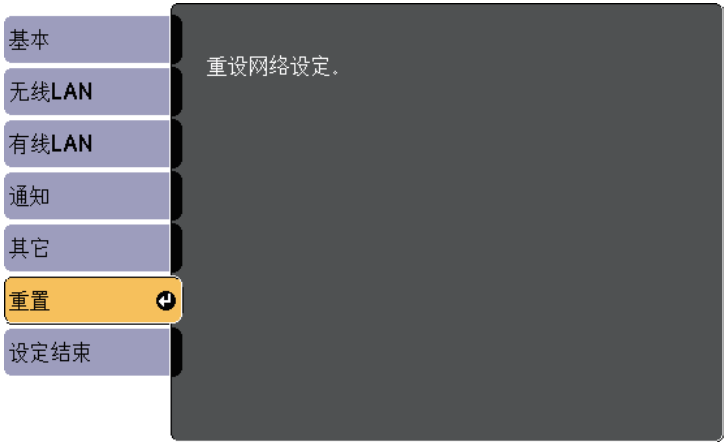 基本
无线LAN
有线LAN
通知
其它
重置
设定结束
重设网络设定.